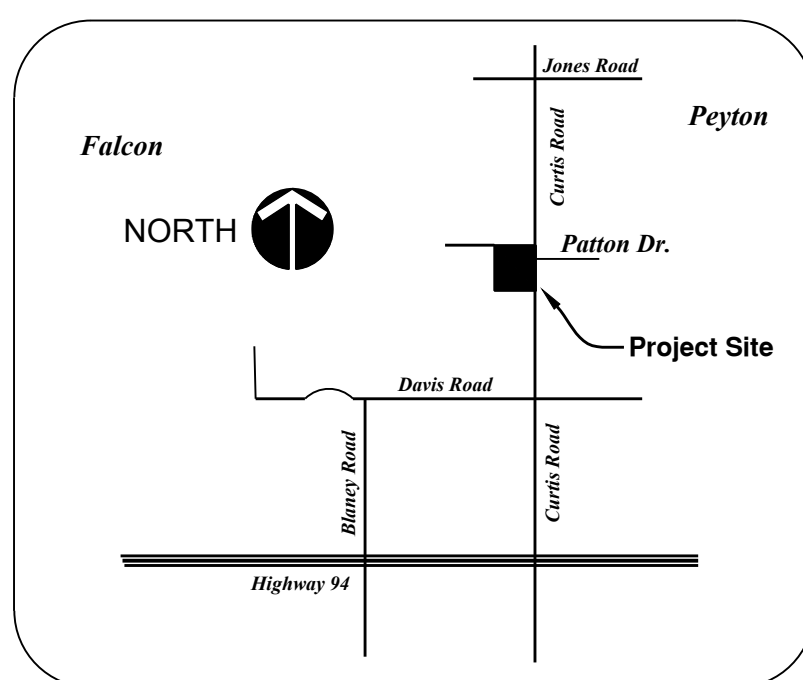 Jones Road
Peyton
Falcon
Curtis Road
NORTH
Patton Dr.
Project Site
Davis Road
Blaney Road
Curtis Road
Highway 94